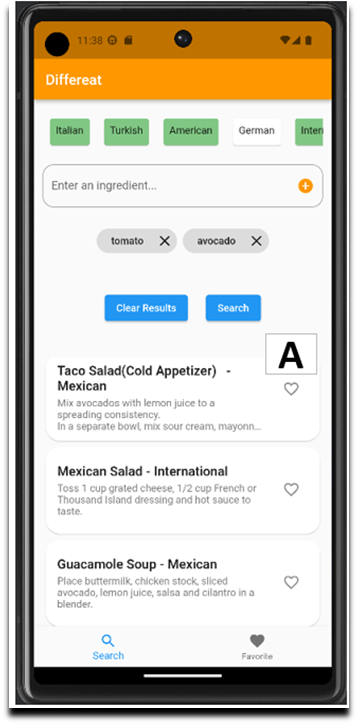 11:38
Differeat
Italian Turkish American German Inter
Enter an ingredient...
tomato avocado
Clear Results Search
A
Taco Salad(Cold Appetizer) -
Mexican
Mix avocados with lemon juice to a
spreading consistency.
In a separate bowl, mix sour cream, mayonn...
Mexican Salad - International
Toss 1 cup grated cheese, 1/2 cup French or
Thousand Island dressing and hot sauce to
taste.
Guacamole Soup - Mexican
Place buttermilk, chicken stock, sliced
avocado, lemon juice, salsa and cilantro in a
blender.
Search Favorite